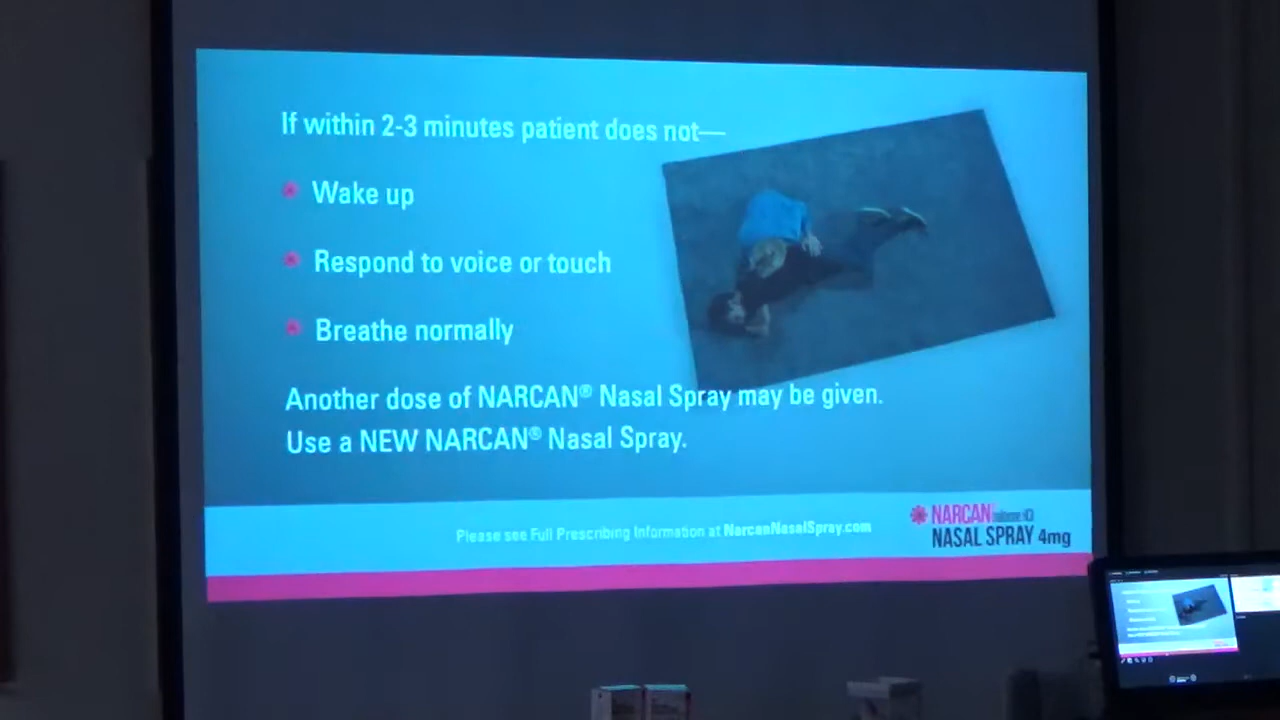 If within 2-3 minutes patient does not—
Wake up
Respond to voice or touch
Breathe normally
Another dose of NARCAN® Nasal Spray may be given.
Use a NEW NARCAN® Nasal Spray.
Please see Full Prescribing Information at NarcanNasalSpray.com
NARCAN
NASAL SPRAY 4mg